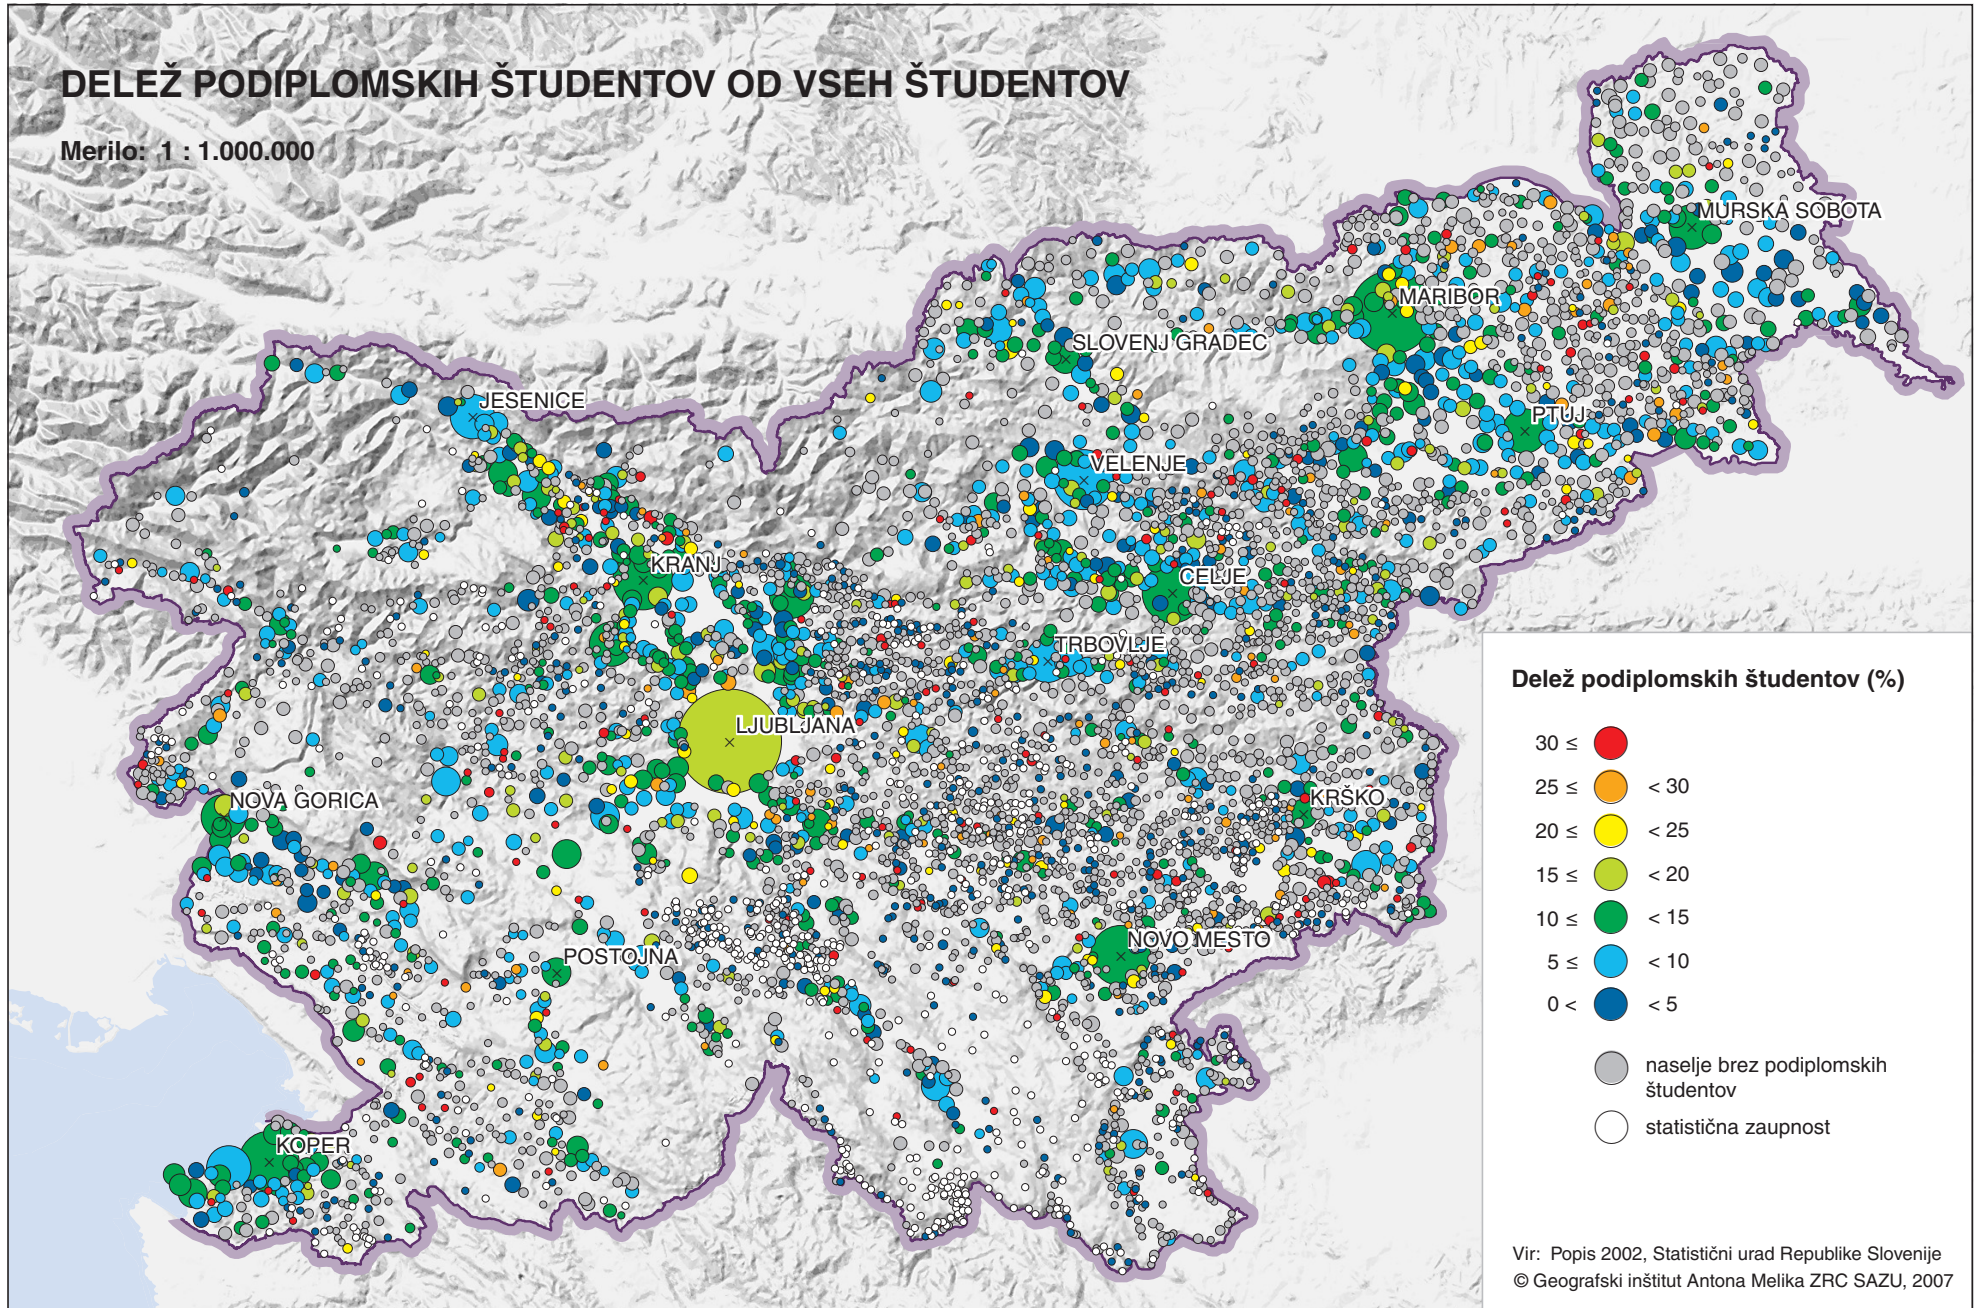 DELEŽ PODIPLOMSKIH ŠTUDENTOV OD VSEH ŠTUDENTOV
Merilo: 1 : 1.000.000
MURSKA SOBOTA
MARIBOR
SLOVENJ GRADEC
JESENICE
PTUJ
VELENJE
KRANJ
CELJE
TRBOVLJE
LJUBLJANA
NOVA GORICA
KRŠKO
NOVO MESTO
POSTOJNA
KOPER
Delež podiplomskih študentov (%)
30 ≤
25 ≤ < 30
20 ≤ < 25
15 ≤ < 20
10 ≤ < 15
5 ≤ < 10
0 < < 5
naselje brez podiplomskih
študentov
statistična zaupnost
Vir: Popis 2002, Statistični urad Republike Slovenije
© Geografski inštitut Antona Melika ZRC SAZU, 2007